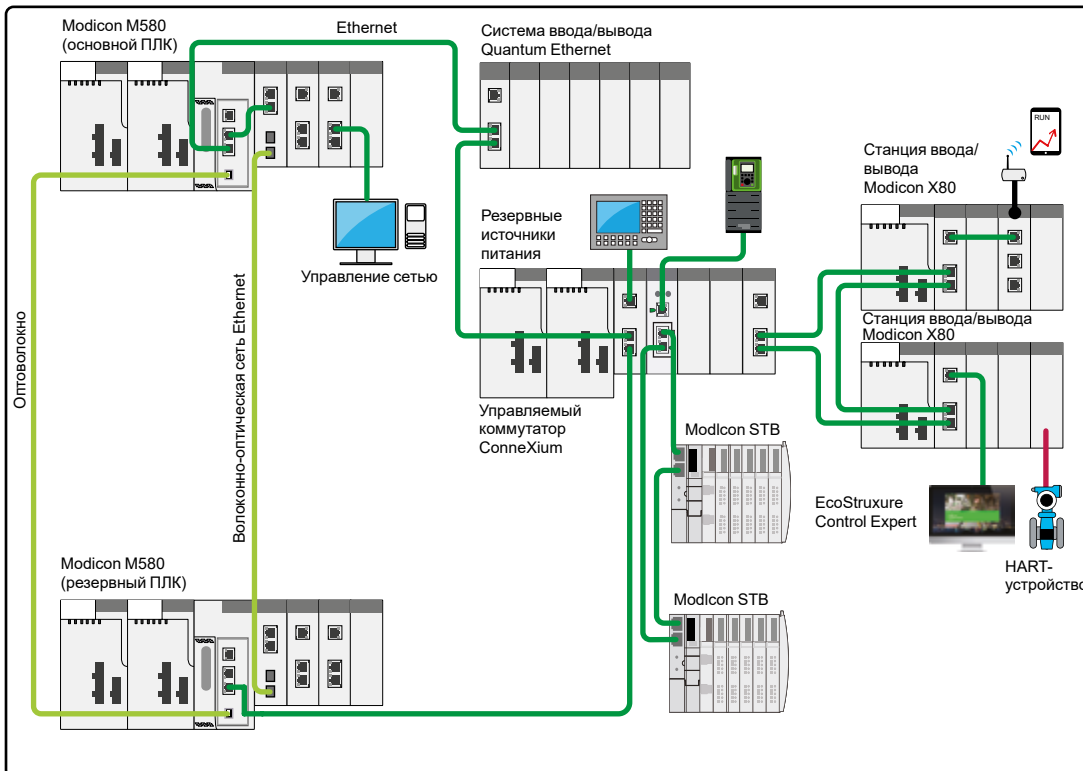 Modicon M580
(основной ПЛК)
Ethernet
Система ввода/вывода
Quantum Ethernet
RUN
Станция ввода/
вывода
Modicon X80
Резервные
источники
питания
Управление сетью
Оптоволокно
Волоконно-оптическая сеть Ethernet
Станция ввода/вывода
Modicon X80
Управляемый
коммутатор
ConneXium
ModIcon STB
EcoStruxure
Control Expert
HART-
устройство
Modicon M580
(резервный ПЛК)
ModIcon STB